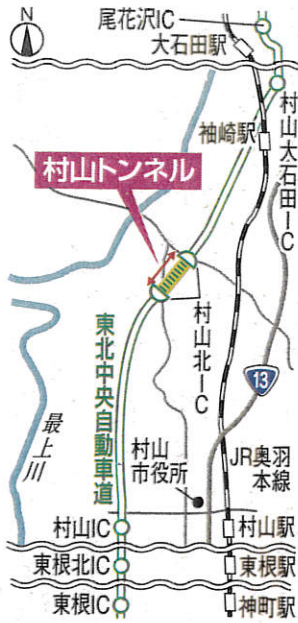 N
尾花沢IC
大石田駅
袖崎駅
村山大石田IC
村山トンネル
村山北IC
東北中央自動車道
13
最上川
村山
市役所
JR奥羽
本線
村山IC
村山駅
東根北IC
東根駅
東根IC
神町駅